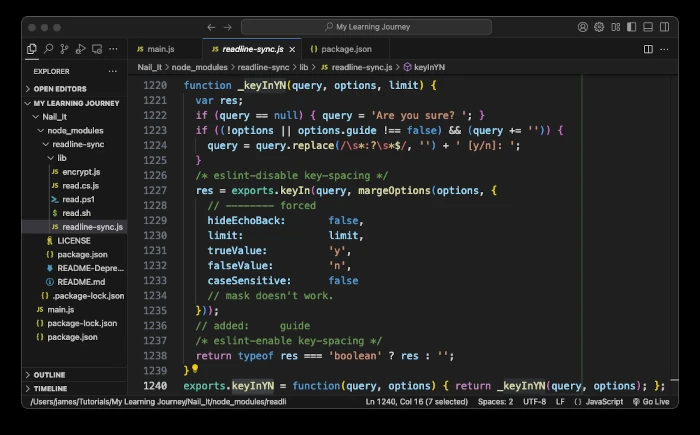 My Learning Journey
main.js
readline-sync.js
package.json
EXPLORER
Nail_It > node_modules > readline-sync > lib > JS readline-sync.js > keyInYN
OPEN EDITORS
MY LEARNING JOURNEY
Nail_It
node_modules
readline-sync
lib
JS encrypt.js
JS read.cs.js
read.ps1
$ read.sh
JS readline-sync.js
LICENSE
{} package.json
README-Depre...
README.md
{} .package-lock.json
JS main.js
{} package-lock.json
{} package.json
OUTLINE
TIMELINE
1220 function _keyInYN(query, options, limit) {
1221 var res;
1222 if (query == null) { query = 'Are you sure? '; }
1223 if ((!options || options.guide !== false) && (query += '')) {
1224 query = query.replace(/\s*:?\s*$/, '') + ' [y/n]: ';
1225 }
1226 /* eslint-disable key-spacing */
1227 res = exports.keyIn(query, margeOptions(options, {
1228 // -------- forced
1229 hideEchoBack: false,
1230 limit: limit,
1231 trueValue: 'y',
1232 falseValue: 'n',
1233 caseSensitive: false
1234 // mask doesn't work.
1235 }));
1236 // added: guide
1237 /* eslint-enable key-spacing */
1238 return typeof res === 'boolean' ? res : '';
1239 }
1240 exports.keyInYN = function(query, options) { return _keyInYN(query, options); };
/Users/james/Tutorials/My Learning Journey/Nail_It/node_modules/readli
Ln 1240, Col 16 (7 selected)
Spaces: 2
UTF-8
LF
{} JavaScript
Go Live